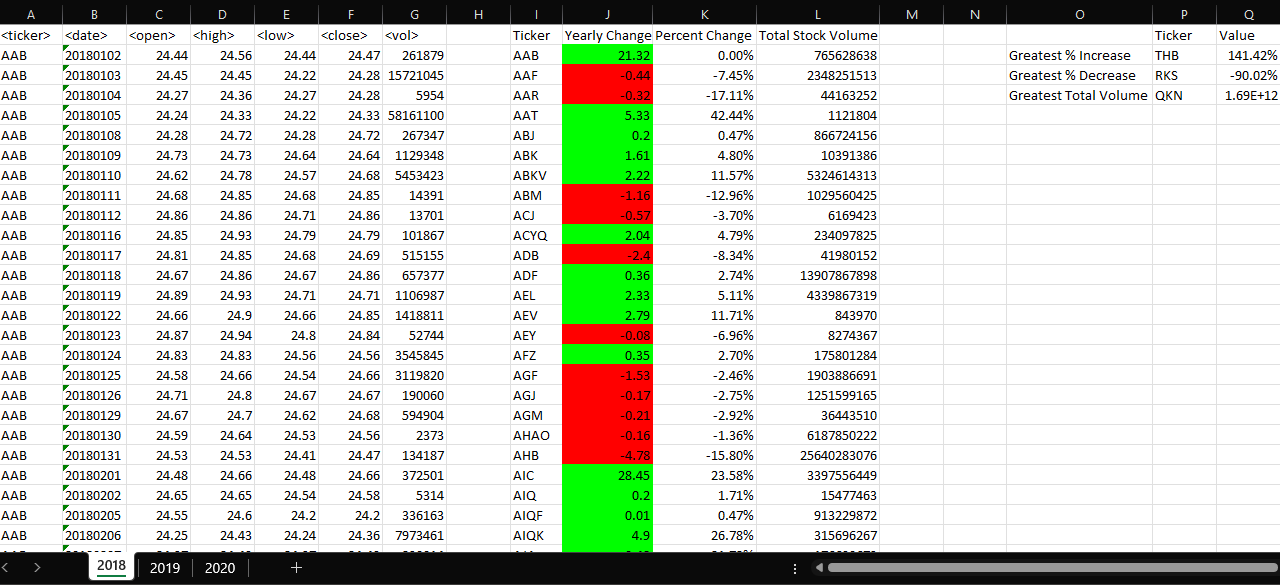 A B C D E F G H I J K L M N O P Q
<ticker> <date> <open> <high> <low> <close> <vol> Ticker Yearly Change Percent Change Total Stock Volume Ticker Value
AAB 20180102 24.44 24.56 24.44 24.47 261879 AAB 21.32 0.00% 765628638 Greatest % Increase THB 141.42%
AAB 20180103 24.45 24.45 24.22 24.28 15721045 AAF -0.44 -7.45% 2348251513 Greatest % Decrease RKS -90.02%
AAB 20180104 24.27 24.36 24.27 24.28 5954 AAR -0.32 -17.11% 44163252 Greatest Total Volume QKN 1.69E+12
AAB 20180105 24.24 24.33 24.22 24.33 58161100 AAT 5.33 42.44% 1121804
AAB 20180108 24.28 24.72 24.28 24.72 267347 ABJ 0.2 0.47% 866724156
AAB 20180109 24.73 24.73 24.64 24.64 1129348 ABK 1.61 4.80% 10391386
AAB 20180110 24.62 24.78 24.57 24.68 5453423 ABKV 2.22 11.57% 5324614313
AAB 20180111 24.68 24.85 24.68 24.85 14391 ABM -1.16 -12.96% 1029560425
AAB 20180112 24.86 24.86 24.71 24.86 13701 ACJ -0.57 -3.70% 6169423
AAB 20180116 24.85 24.93 24.79 24.79 101867 ACYQ 2.04 4.79% 234097825
AAB 20180117 24.81 24.85 24.68 24.69 515155 ADB -2.4 -8.34% 41980152
AAB 20180118 24.67 24.86 24.67 24.86 657377 ADF 0.36 2.74% 13907867898
AAB 20180119 24.89 24.93 24.71 24.71 1106987 AEL 2.33 5.11% 4339867319
AAB 20180122 24.66 24.9 24.66 24.85 1418811 AEV 2.79 11.71% 843970
AAB 20180123 24.87 24.94 24.8 24.84 52744 AEY -0.08 -6.96% 8274367
AAB 20180124 24.83 24.83 24.56 24.56 3545845 AFZ 0.35 2.70% 175801284
AAB 20180125 24.58 24.66 24.54 24.66 3119820 AGF -1.53 -2.46% 1903886691
AAB 20180126 24.71 24.8 24.67 24.67 190060 AGJ -0.17 -2.75% 1251599165
AAB 20180129 24.67 24.7 24.62 24.68 594904 AGM -0.21 -2.92% 36443510
AAB 20180130 24.59 24.64 24.53 24.56 2373 AHAO -0.16 -1.36% 6187850222
AAB 20180131 24.53 24.53 24.41 24.47 134187 AHB -4.78 -15.80% 25640283076
AAB 20180201 24.48 24.66 24.48 24.66 372501 AIC 28.45 23.58% 3397556449
AAB 20180202 24.65 24.65 24.54 24.58 5314 AIQ 0.2 1.71% 15477463
AAB 20180205 24.55 24.6 24.2 24.2 336163 AIQF 0.01 0.47% 913229872
AAB 20180206 24.25 24.43 24.24 24.36 7973461 AIQK 4.9 26.78% 315696267
2018 2019 2020